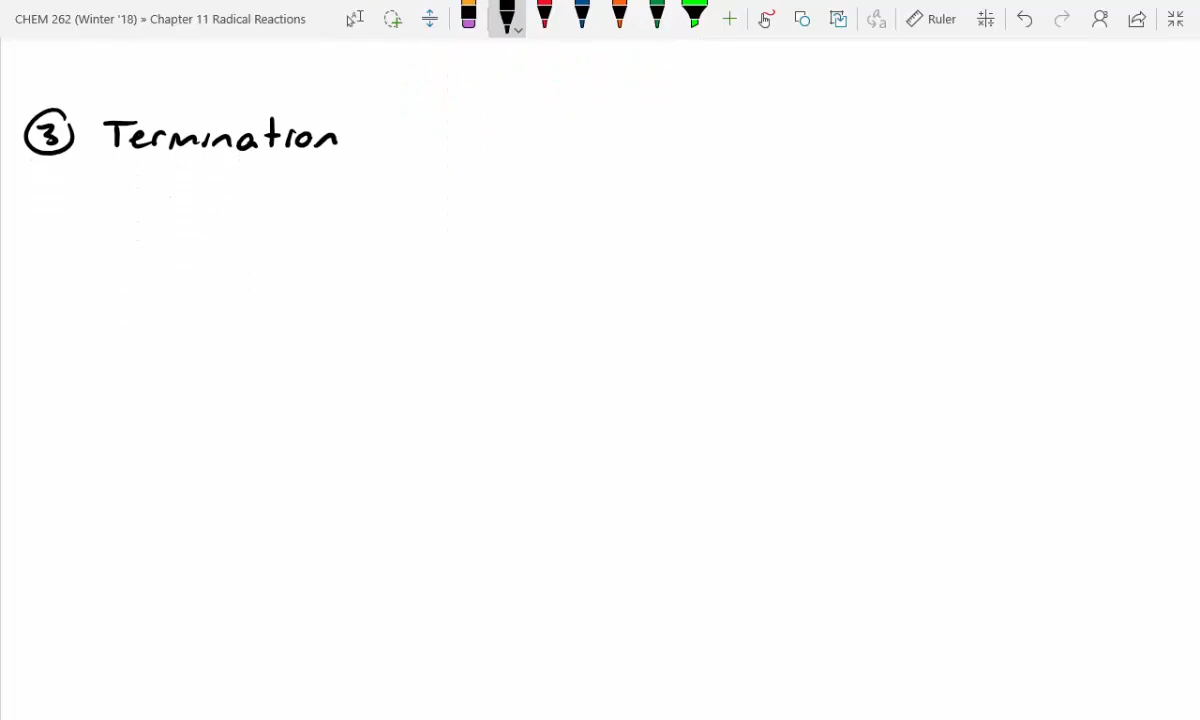 CHEM 262 (Winter '18) » Chapter 11 Radical Reactions
Ruler
③ Termination